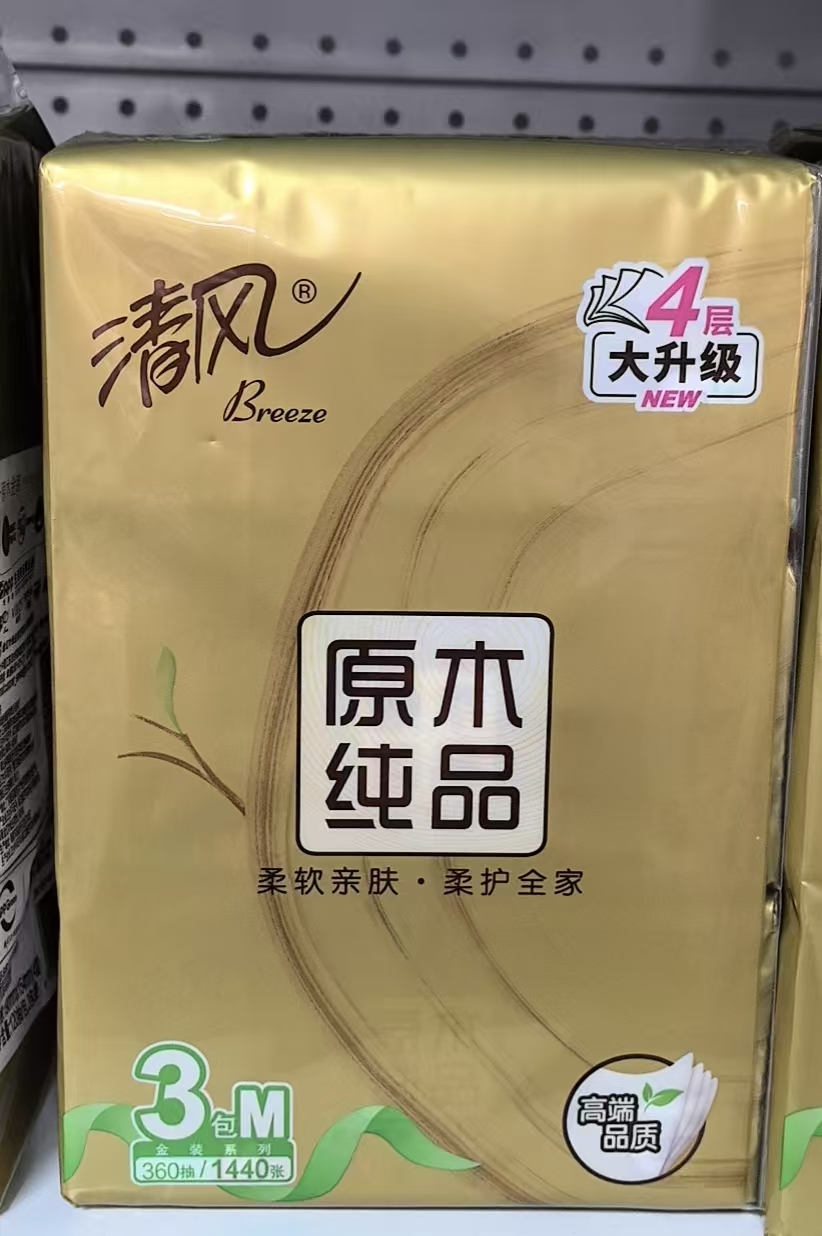 清风®
Breeze
4层
大升级
NEW
原木
纯品
柔软亲肤·柔护全家
3包M
金装系列
360抽/1440张
高端
品质